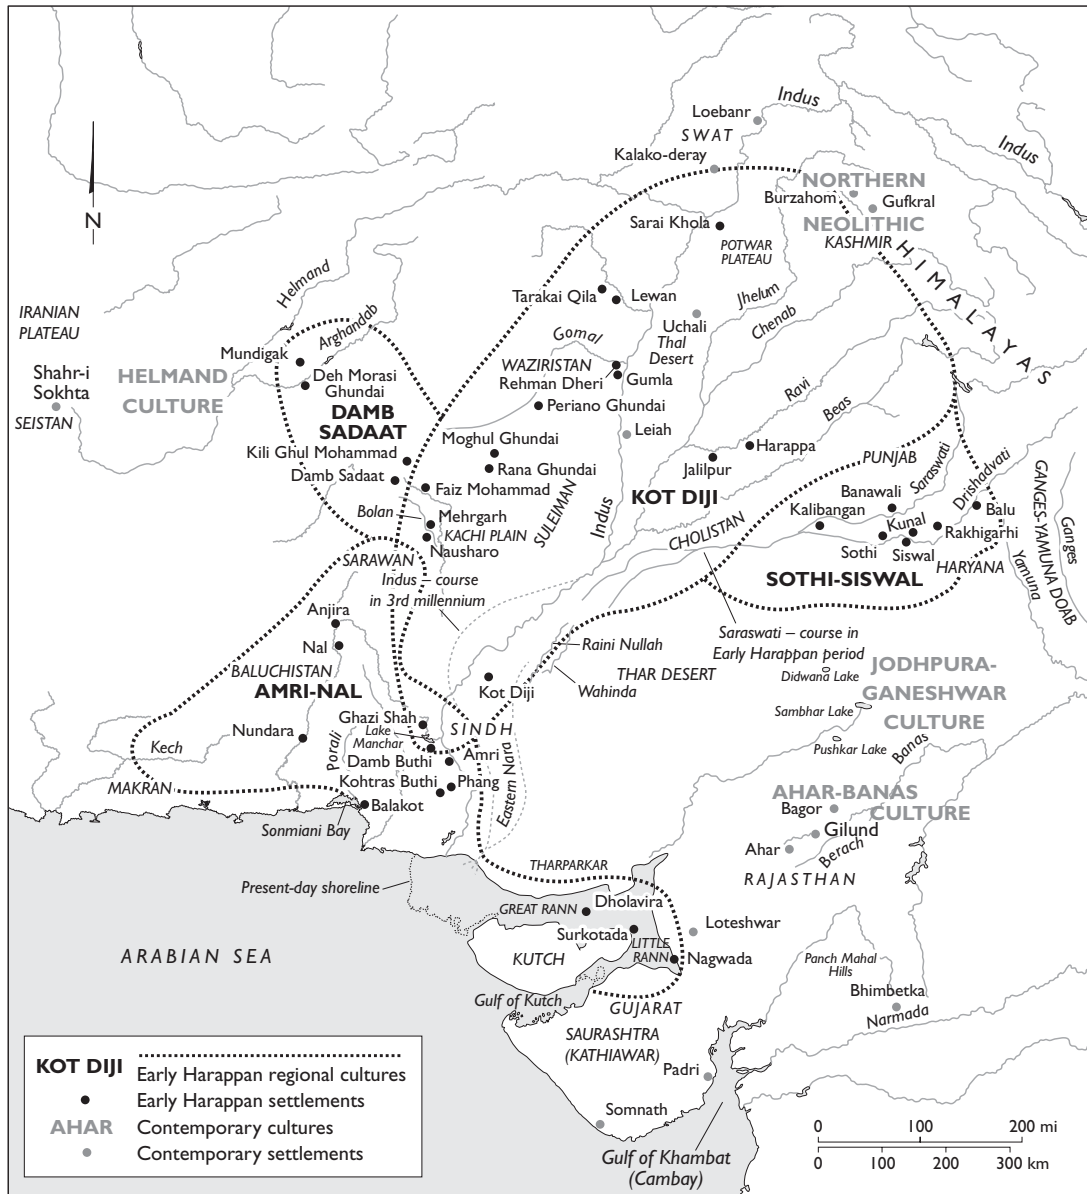 Indus
Loebanr
SWAT
Indus
Kalako-deray
NORTHERN
Burzahom
Gufkral
NEOLITHIC
KASHMIR
HIMALAYAS
N
Sarai Khola
POTWAR
PLATEAU
Helmand
Tarakai Qila
Lewan
Jhelum
IRANIAN
PLATEAU
Arghandab
Gomal
Uchali
Thal
Desert
Chenab
Mundigak
WAZIRISTAN
Shahr-i
Sokhta
HELMAND
CULTURE
Deh Morasi
Ghundai
Rehman Dheri
Gumla
Ravi
SEISTAN
DAMB
SADAAT
Periano Ghundai
Beas
Moghul Ghundai
Leiah
Harappa
Kili Ghul Mohammad
Rana Ghundai
Jalilpur
PUNJAB
Damb Sadaat
Faiz Mohammad
SULEIMAN
KOT DIJI
Saraswati
Drishadvati
Banawali
Bolan
Mehrgarh
Indus
Kalibangan
Kunal
Balu
KACHI PLAIN
CHOLISTAN
Rakhigarhi
Nausharo
Sothi
Siswal
GANGES-YAMUNA DOAB
Ganges
Yamuna
SARAWAN
HARYANA
Indus – course
in 3rd millennium
SOTHI-SISWAL
Anjira
Nal
Raini Nullah
Saraswati – course in
Early Harappan period
BALUCHISTAN
THAR DESERT
Didwana Lake
JODHPURA-
GANESHWAR
CULTURE
AMRI-NAL
Kot Diji
Wahinda
Sambhar Lake
Ghazi Shah
SINDH
Lake
Manchar
Nundara
Porali
Pushkar Lake
Banas
Kech
Damb Buthi
Amri
Eastern Nara
MAKRAN
Kohtras Buthi
Phang
AHAR-BANAS
CULTURE
Balakot
Bagor
Sonmiani Bay
Gilund
Ahar
Berach
Present-day shoreline
THARPARKAR
RAJASTHAN
Dholavira
GREAT RANN
Loteshwar
Surkotada
ARABIAN SEA
KUTCH
LITTLE
RANN
Nagwada
Panch Mahal
Hills
Bhimbetka
Gulf of Kutch
GUJARAT
Narmada
SAURASHTRA
(KATHIAWAR)
Padri
Somnath
Gulf of Khambat
(Cambay)
KOT DIJI
Early Harappan regional cultures
Early Harappan settlements
AHAR Contemporary cultures
Contemporary settlements
0 100 200 mi
0 100 200 300 km